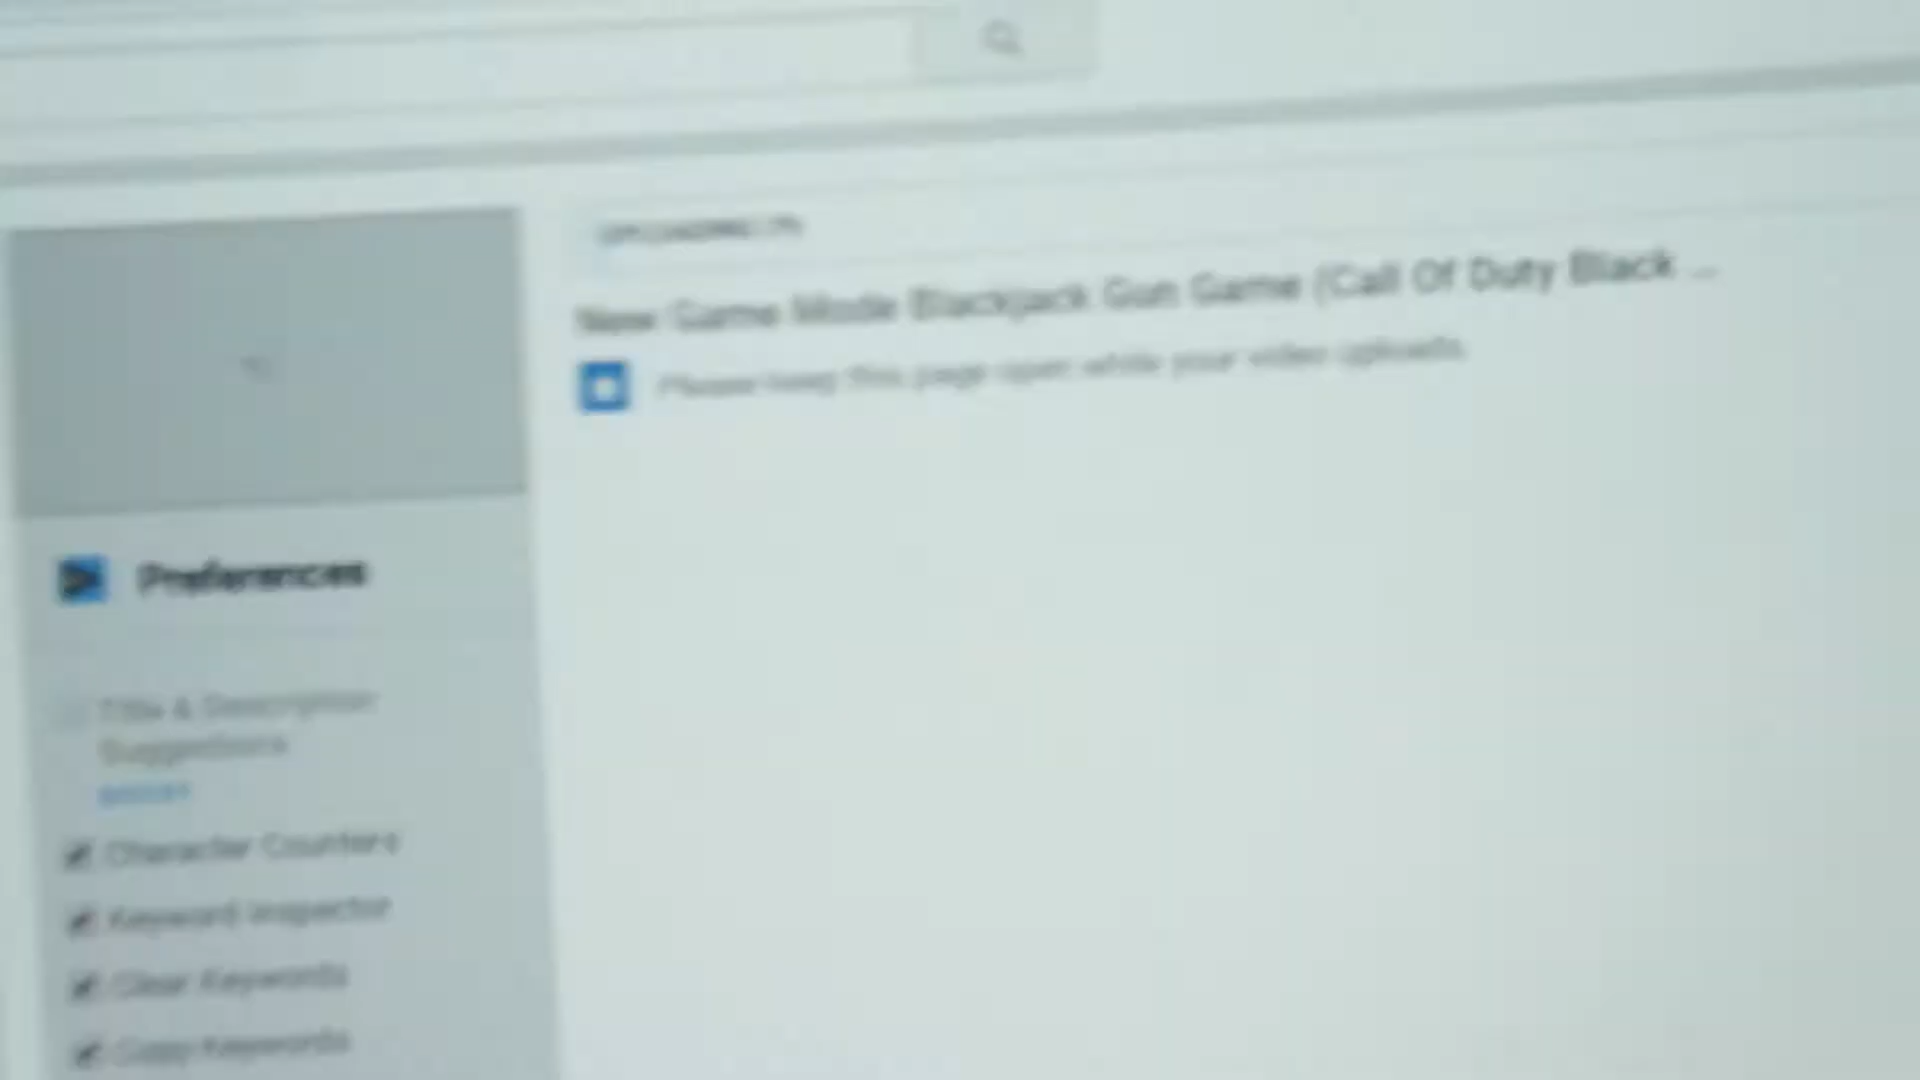 UPLOADING
New Game Mode Blackjack Gun Game (Call Of Duty Black ...
Please keep this page open while your video uploads.
Preferences
Title & Description
Suggestions
Character Counters
Keyword Inspector
Clear Keywords
Copy Keywords